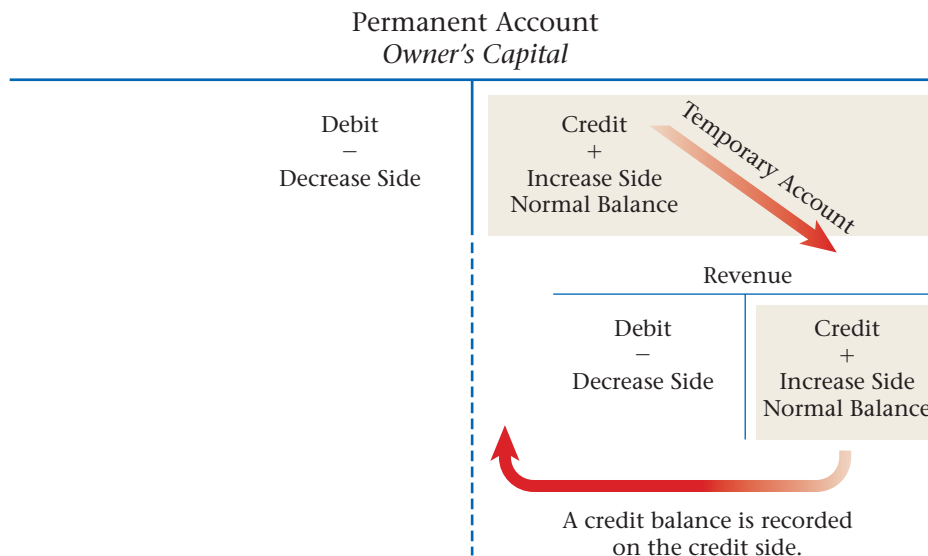 Permanent Account
Owner's Capital
Debit
−
Decrease Side
Credit
+
Increase Side
Normal Balance
Temporary Account
Revenue
Debit
−
Decrease Side
Credit
+
Increase Side
Normal Balance
A credit balance is recorded
on the credit side.